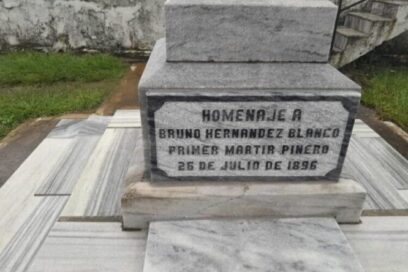 HOMENAJE A
BRUNO HERNANDEZ BLANCO
PRIMER MARTIR PINERO
26 DE JULIO DE 1896